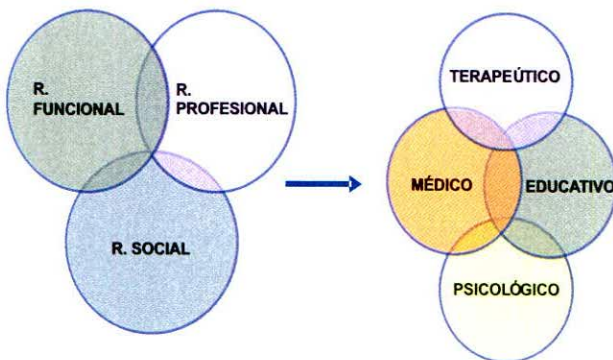 R.
FUNCIONAL
R.
PROFESIONAL
R. SOCIAL
TERAPEÚTICO
MÉDICO
EDUCATIVO
PSICOLÓGICO